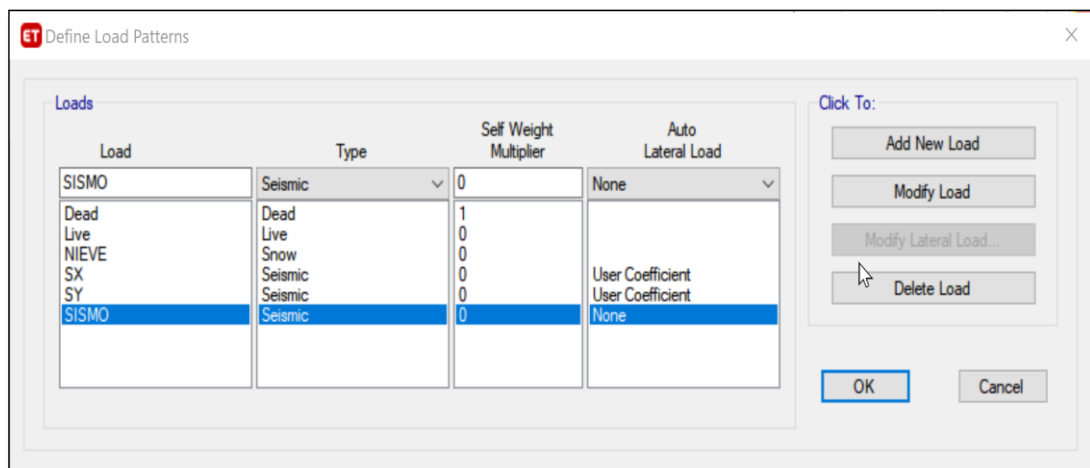 ET Define Load Patterns
Loads
Load Type Self Weight Multiplier Auto Lateral Load
SISMO Seismic 0 None
Dead Dead 1
Live Live 0
NIEVE Snow 0
SX Seismic 0 User Coefficient
SY Seismic 0 User Coefficient
SISMO Seismic 0 None
Click To:
Add New Load
Modify Load
Modify Lateral Load...
Delete Load
OK Cancel